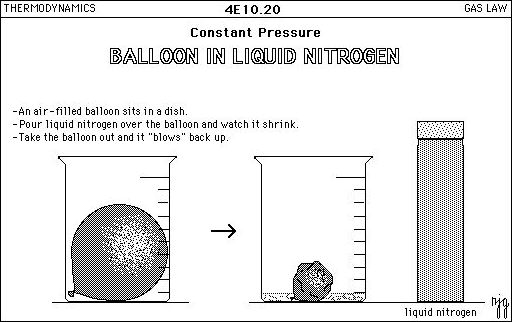 THERMODYNAMICS 4E10.20 GAS LAW
Constant Pressure
BALLOON IN LIQUID NITROGEN
-An air-filled balloon sits in a dish.
-Pour liquid nitrogen over the balloon and watch it shrink.
-Take the balloon out and it "blows" back up.
liquid nitrogen